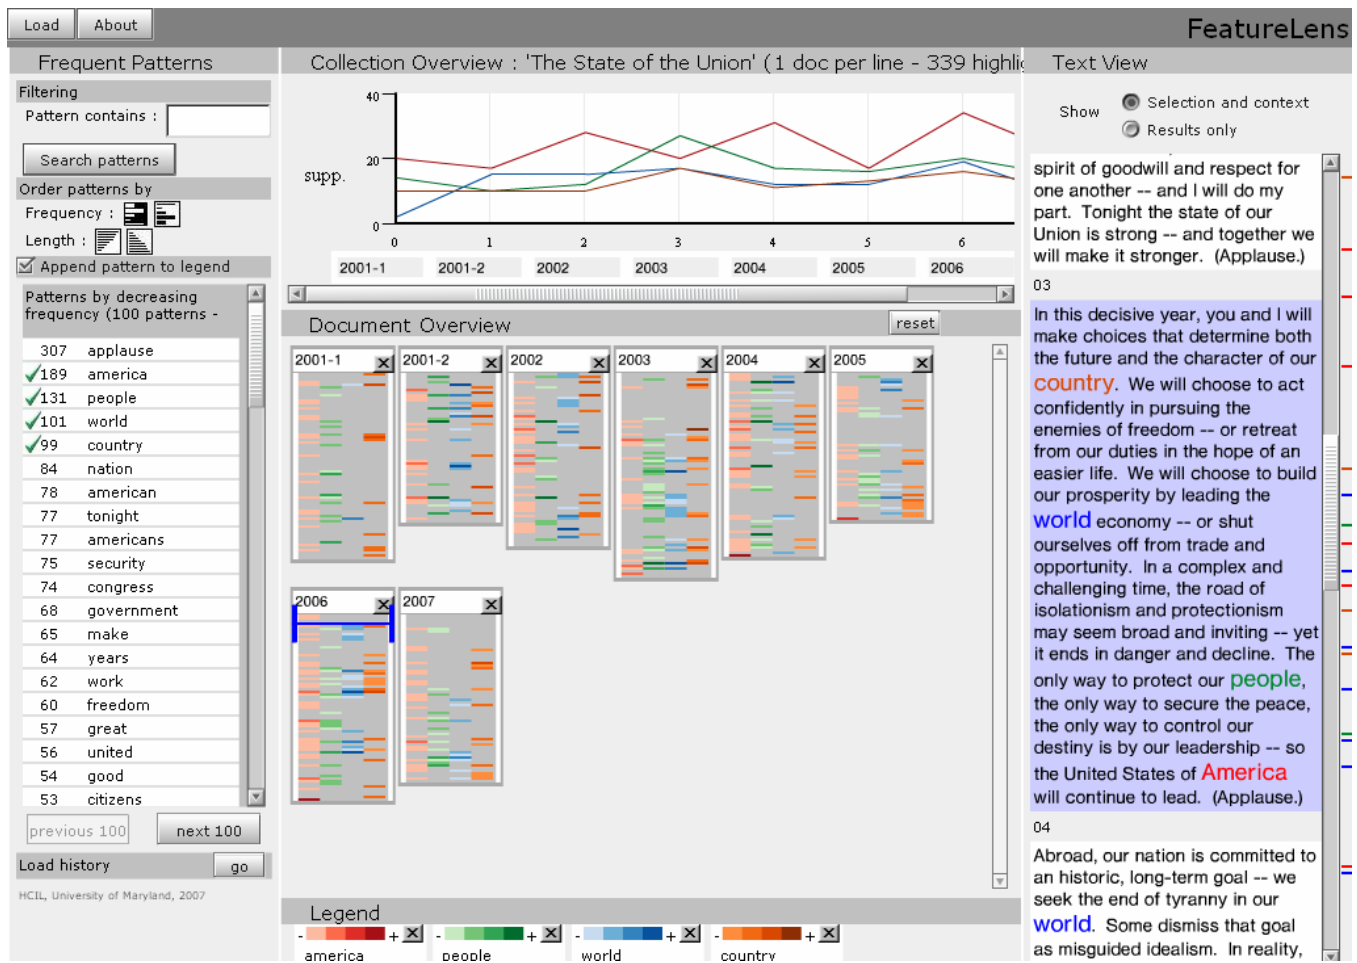 Load About
FeatureLens
Frequent Patterns
Filtering
Pattern contains :
Search patterns
Order patterns by
Frequency :
Length :
Append pattern to legend
Patterns by decreasing
frequency (100 patterns -
307 applause
189 america
131 people
101 world
99 country
84 nation
78 american
77 tonight
77 americans
75 security
74 congress
68 government
65 make
64 years
62 work
60 freedom
57 great
56 united
54 good
53 citizens
previous 100 next 100
Load history go
HCIL, University of Maryland, 2007
Collection Overview : 'The State of the Union' (1 doc per line - 339 highli
40
20
supp.
0
0 1 2 3 4 5 6
2001-1 2001-2 2002 2003 2004 2005 2006
Document Overview reset
2001-1 2001-2 2002 2003 2004 2005
2006 2007
Legend
- + - + - + - +
america people world country
Text View
Show Selection and context
Results only
spirit of goodwill and respect for
one another -- and I will do my
part. Tonight the state of our
Union is strong -- and together we
will make it stronger. (Applause.)
03
In this decisive year, you and I will
make choices that determine both
the future and the character of our
country. We will choose to act
confidently in pursuing the
enemies of freedom -- or retreat
from our duties in the hope of an
easier life. We will choose to build
our prosperity by leading the
world economy -- or shut
ourselves off from trade and
opportunity. In a complex and
challenging time, the road of
isolationism and protectionism
may seem broad and inviting -- yet
it ends in danger and decline. The
only way to protect our people,
the only way to secure the peace,
the only way to control our
destiny is by our leadership -- so
the United States of America
will continue to lead. (Applause.)
04
Abroad, our nation is committed to
an historic, long-term goal -- we
seek the end of tyranny in our
world. Some dismiss that goal
as misguided idealism. In reality,